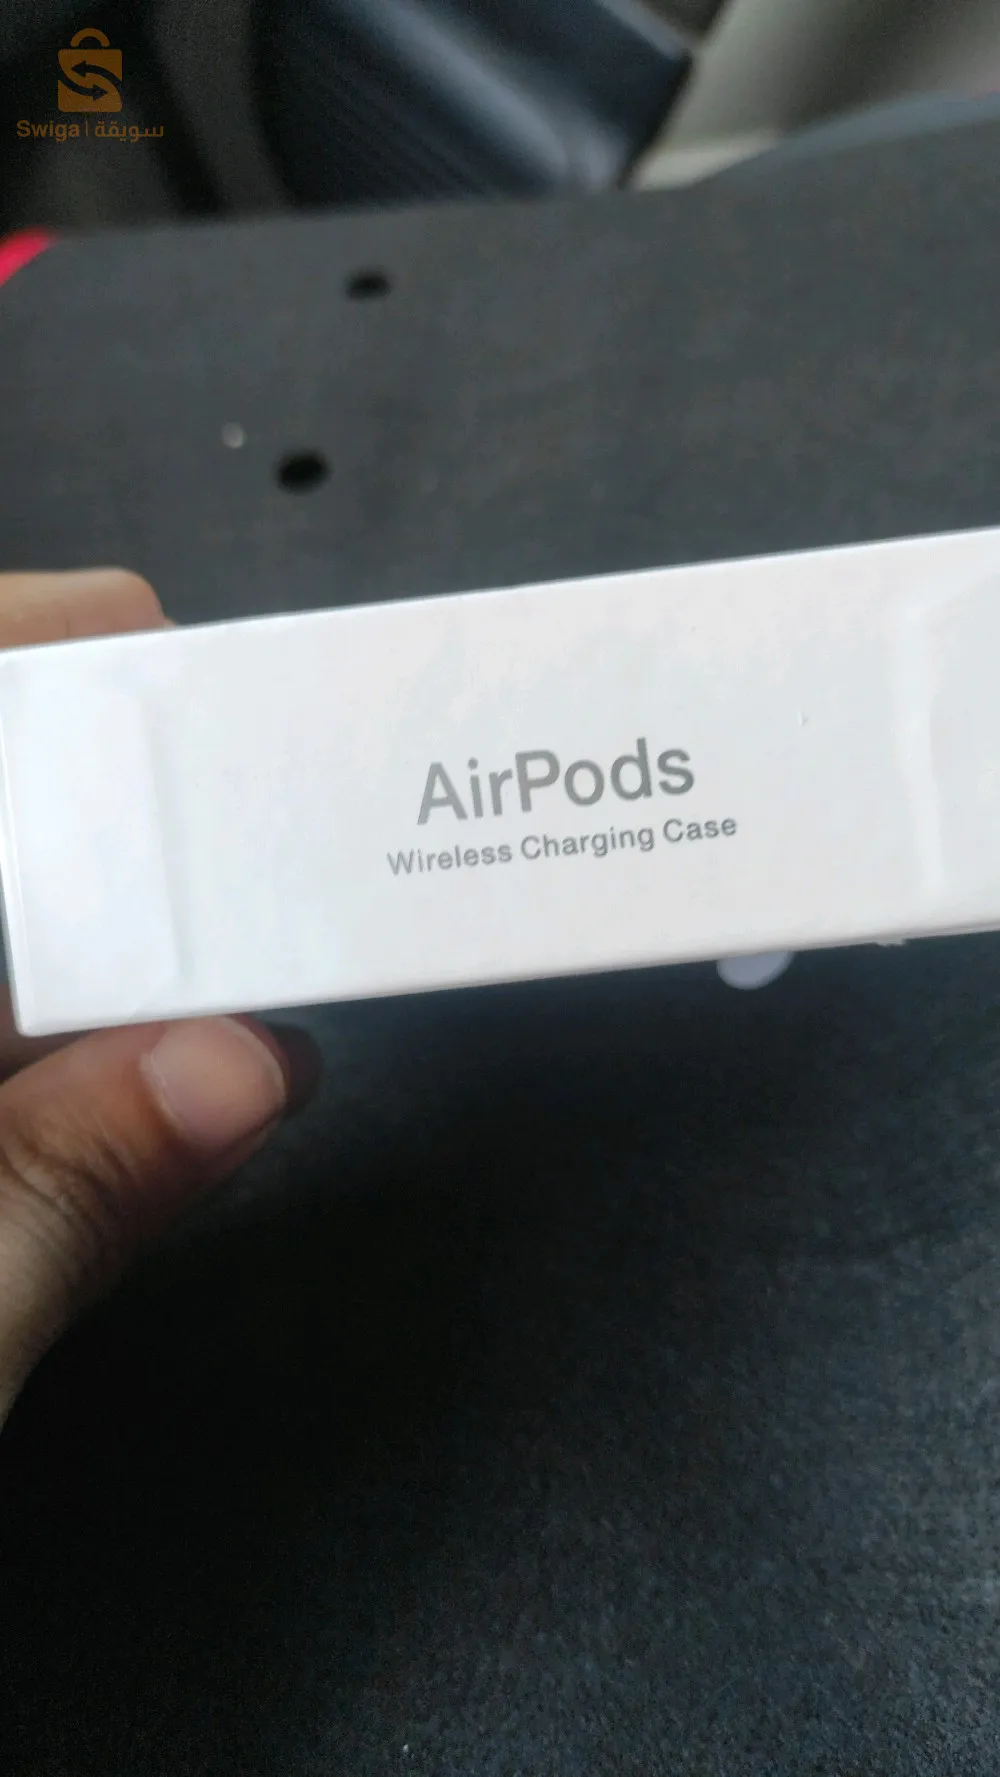 Swiga | سويقة
AirPods
Wireless Charging Case